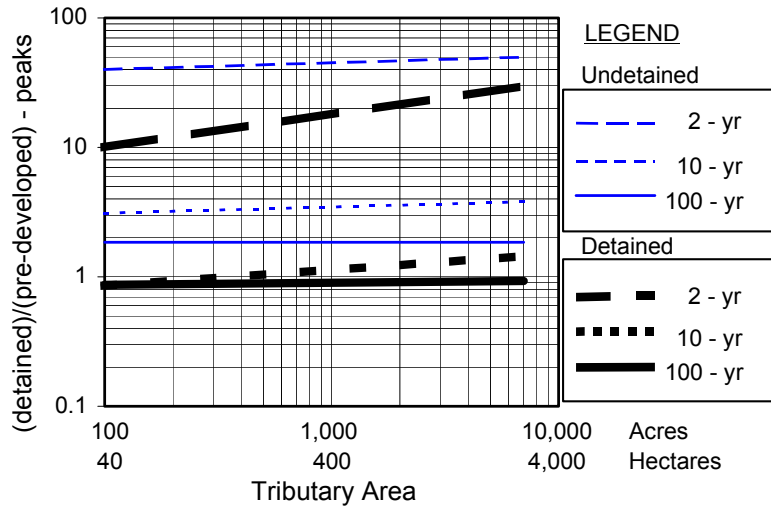 (detained)/(pre-developed) - peaks
100
10
1
0.1
100
1,000
10,000
Acres
40
400
4,000
Hectares
Tributary Area
LEGEND
Undetained
2 - yr
10 - yr
100 - yr
Detained
2 - yr
10 - yr
100 - yr